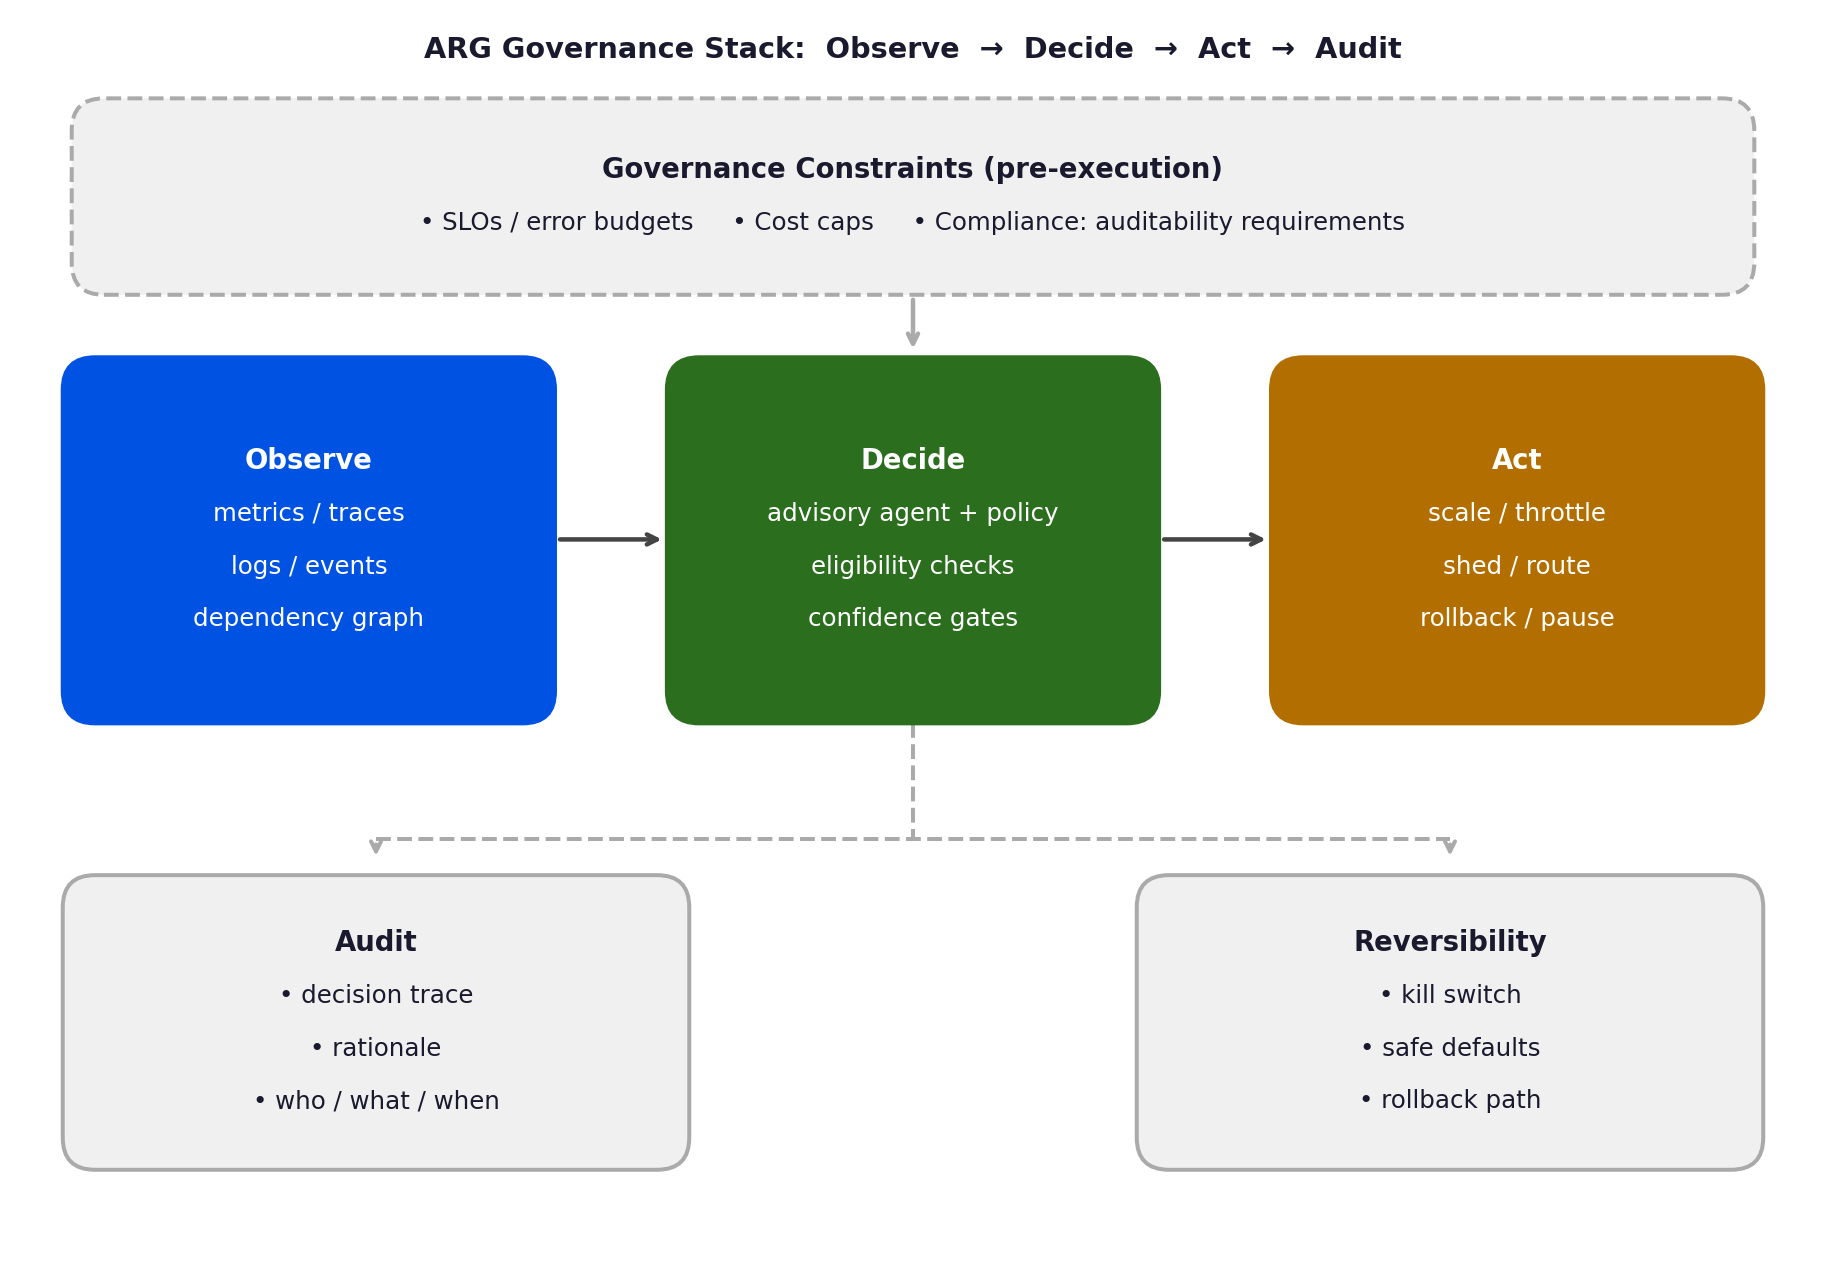 ARG Governance Stack:  Observe  →  Decide  →  Act  →  Audit
Governance Constraints (pre-execution)
• SLOs / error budgets     • Cost caps     • Compliance: auditability requirements
Observe
metrics / traces
logs / events
dependency graph
Decide
advisory agent + policy
eligibility checks
confidence gates
Act
scale / throttle
shed / route
rollback / pause
Audit
• decision trace
• rationale
• who / what / when
Reversibility
• kill switch
• safe defaults
• rollback path